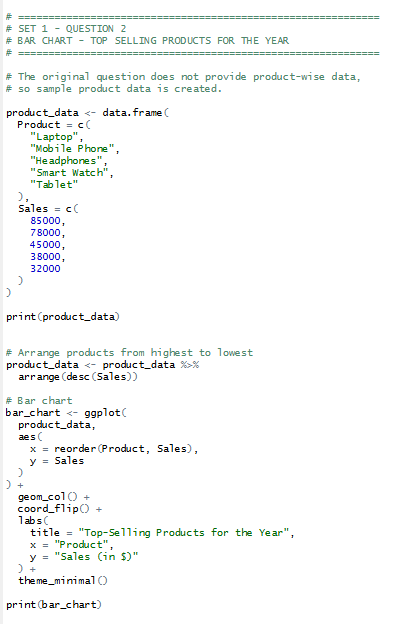 # ============================================================
# SET 1 - QUESTION 2
# BAR CHART - TOP SELLING PRODUCTS FOR THE YEAR
# ============================================================
# The original question does not provide product-wise data,
# so sample product data is created.
product_data <- data.frame(
  Product = c(
    "Laptop",
    "Mobile Phone",
    "Headphones",
    "Smart Watch",
    "Tablet"
  ),
  Sales = c(
    85000,
    78000,
    45000,
    38000,
    32000
  )
)
print(product_data)
# Arrange products from highest to lowest
product_data <- product_data %>%
  arrange(desc(Sales))
# Bar chart
bar_chart <- ggplot(
  product_data,
  aes(
    x = reorder(Product, Sales),
    y = Sales
  )
) +
  geom_col() +
  coord_flip() +
  labs(
    title = "Top-Selling Products for the Year",
    x = "Product",
    y = "Sales (in $)"
  ) +
  theme_minimal()
print(bar_chart)